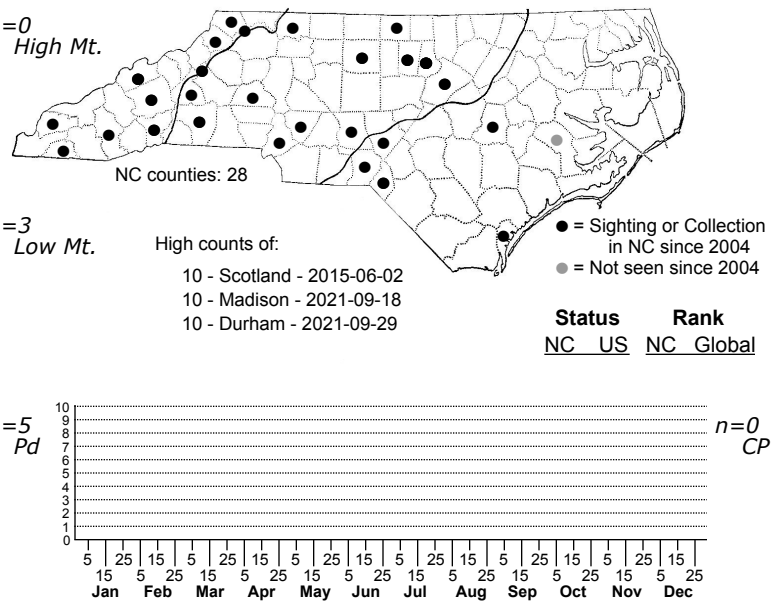 =0
High Mt.
NC counties: 28
=3
Low Mt.
High counts of:
10 - Scotland - 2015-06-02
10 - Madison - 2021-09-18
10 - Durham - 2021-09-29
● = Sighting or Collection
in NC since 2004
● = Not seen since 2004
Status Rank
NC US NC Global
=5
Pd
n=0
CP
10
9
8
7
6
5
4
3
2
1
0
5 25 15 5 25 15 5 25 15 5 25 15 5 25 15 5 25 15
15 5 25 15 5 25 15 5 25 15 5 25 15 5 25 15 5 25
Jan Feb Mar Apr May Jun Jul Aug Sep Oct Nov Dec